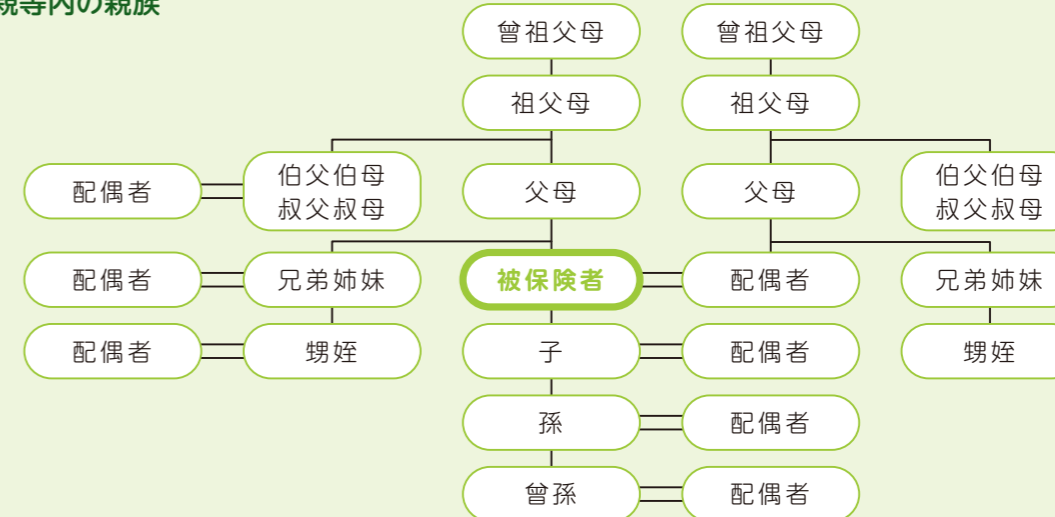 親等内の親族
曾祖父母 曾祖父母
祖父母 祖父母
配偶者 伯父伯母 父母 父母 伯父伯母
叔父叔母 叔父叔母
配偶者 兄弟姉妹 被保険者 配偶者 兄弟姉妹
配偶者 甥姪 子 配偶者 甥姪
孫 配偶者
曾孫 配偶者